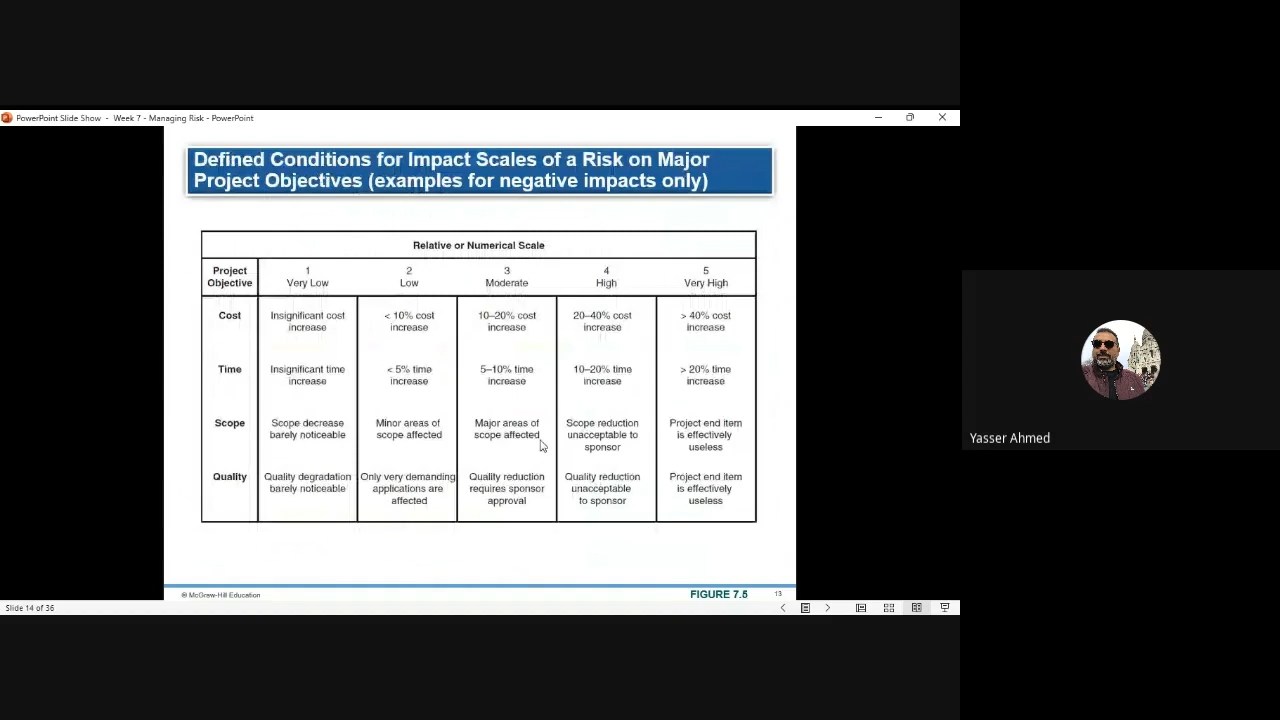 PowerPoint Slide Show - Week 7 - Managing Risk - PowerPoint
Defined Conditions for Impact Scales of a Risk on Major
Project Objectives (examples for negative impacts only)
Relative or Numerical Scale
Project Objective
1 Very Low
2 Low
3 Moderate
4 High
5 Very High
Cost
Insignificant cost
increase
< 10% cost
increase
10–20% cost
increase
20–40% cost
increase
> 40% cost
increase
Time
Insignificant time
increase
< 5% time
increase
5–10% time
increase
10–20% time
increase
> 20% time
increase
Scope
Scope decrease
barely noticeable
Minor areas of
scope affected
Major areas of
scope affected
Scope reduction
unacceptable to
sponsor
Project end item
is effectively
useless
Quality
Quality degradation
barely noticeable
Only very demanding
applications are
affected
Quality reduction
requires sponsor
approval
Quality reduction
unacceptable
to sponsor
Project end item
is effectively
useless
© McGraw-Hill Education
FIGURE 7.5
13
Slide 14 of 36
Yasser Ahmed